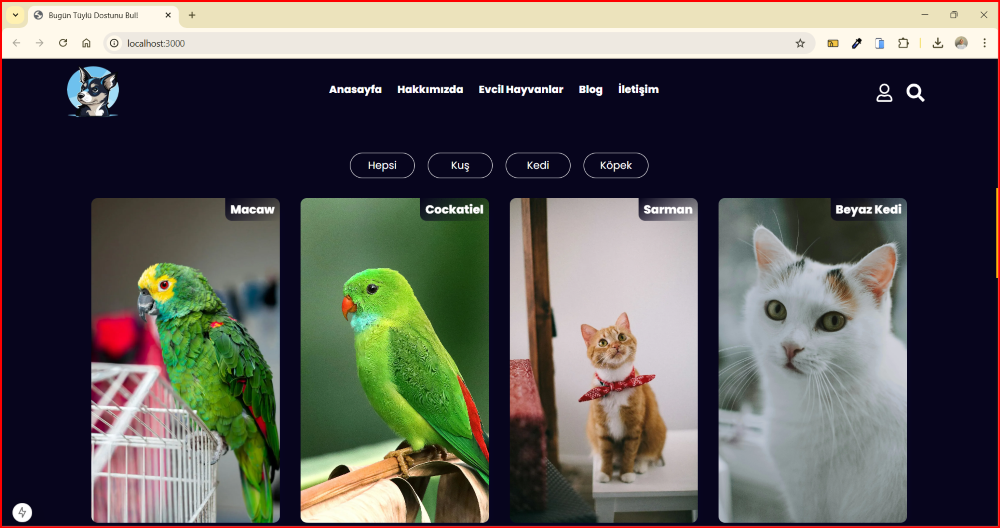 Bugün Tüylü Dostunu Bul!
localhost:3000
Anasayfa Hakkımızda Evcil Hayvanlar Blog İletişim
Hepsi Kuş Kedi Köpek
Macaw Cockatiel Sarman Beyaz Kedi